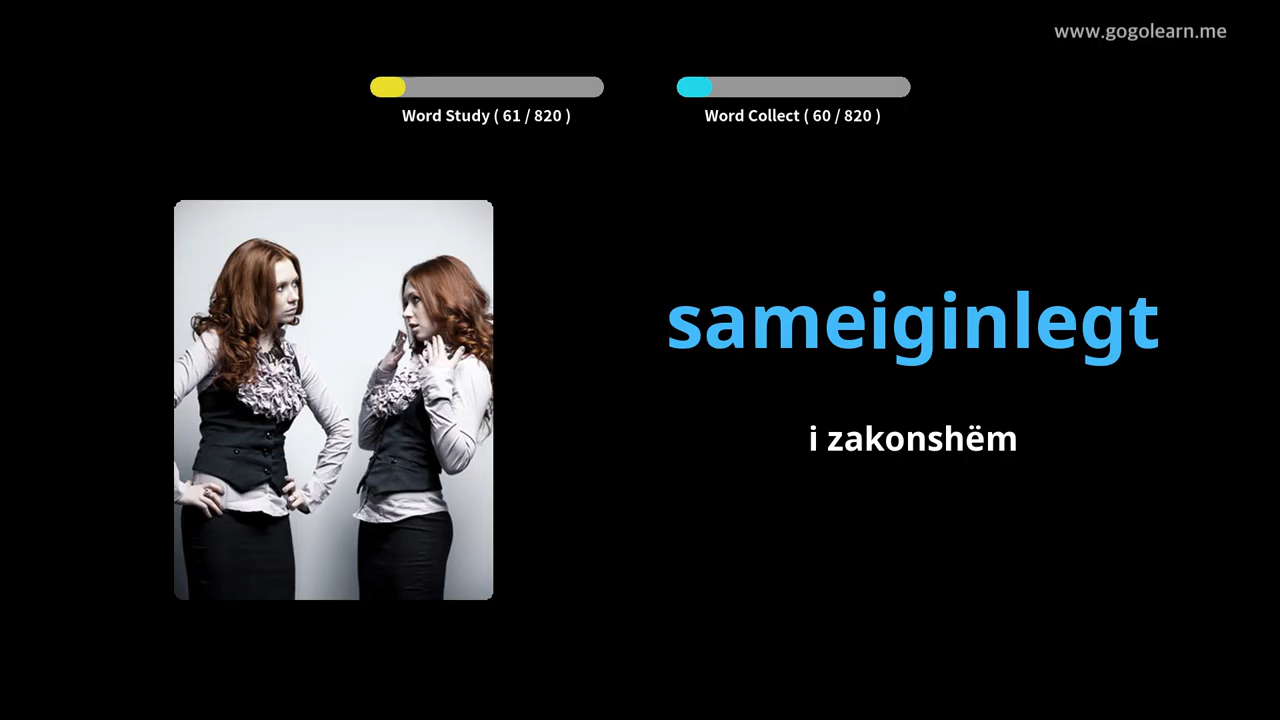 www.gogolearn.me
Word Study ( 61 / 820 )
Word Collect ( 60 / 820 )
sameiginlegt
i zakonshëm